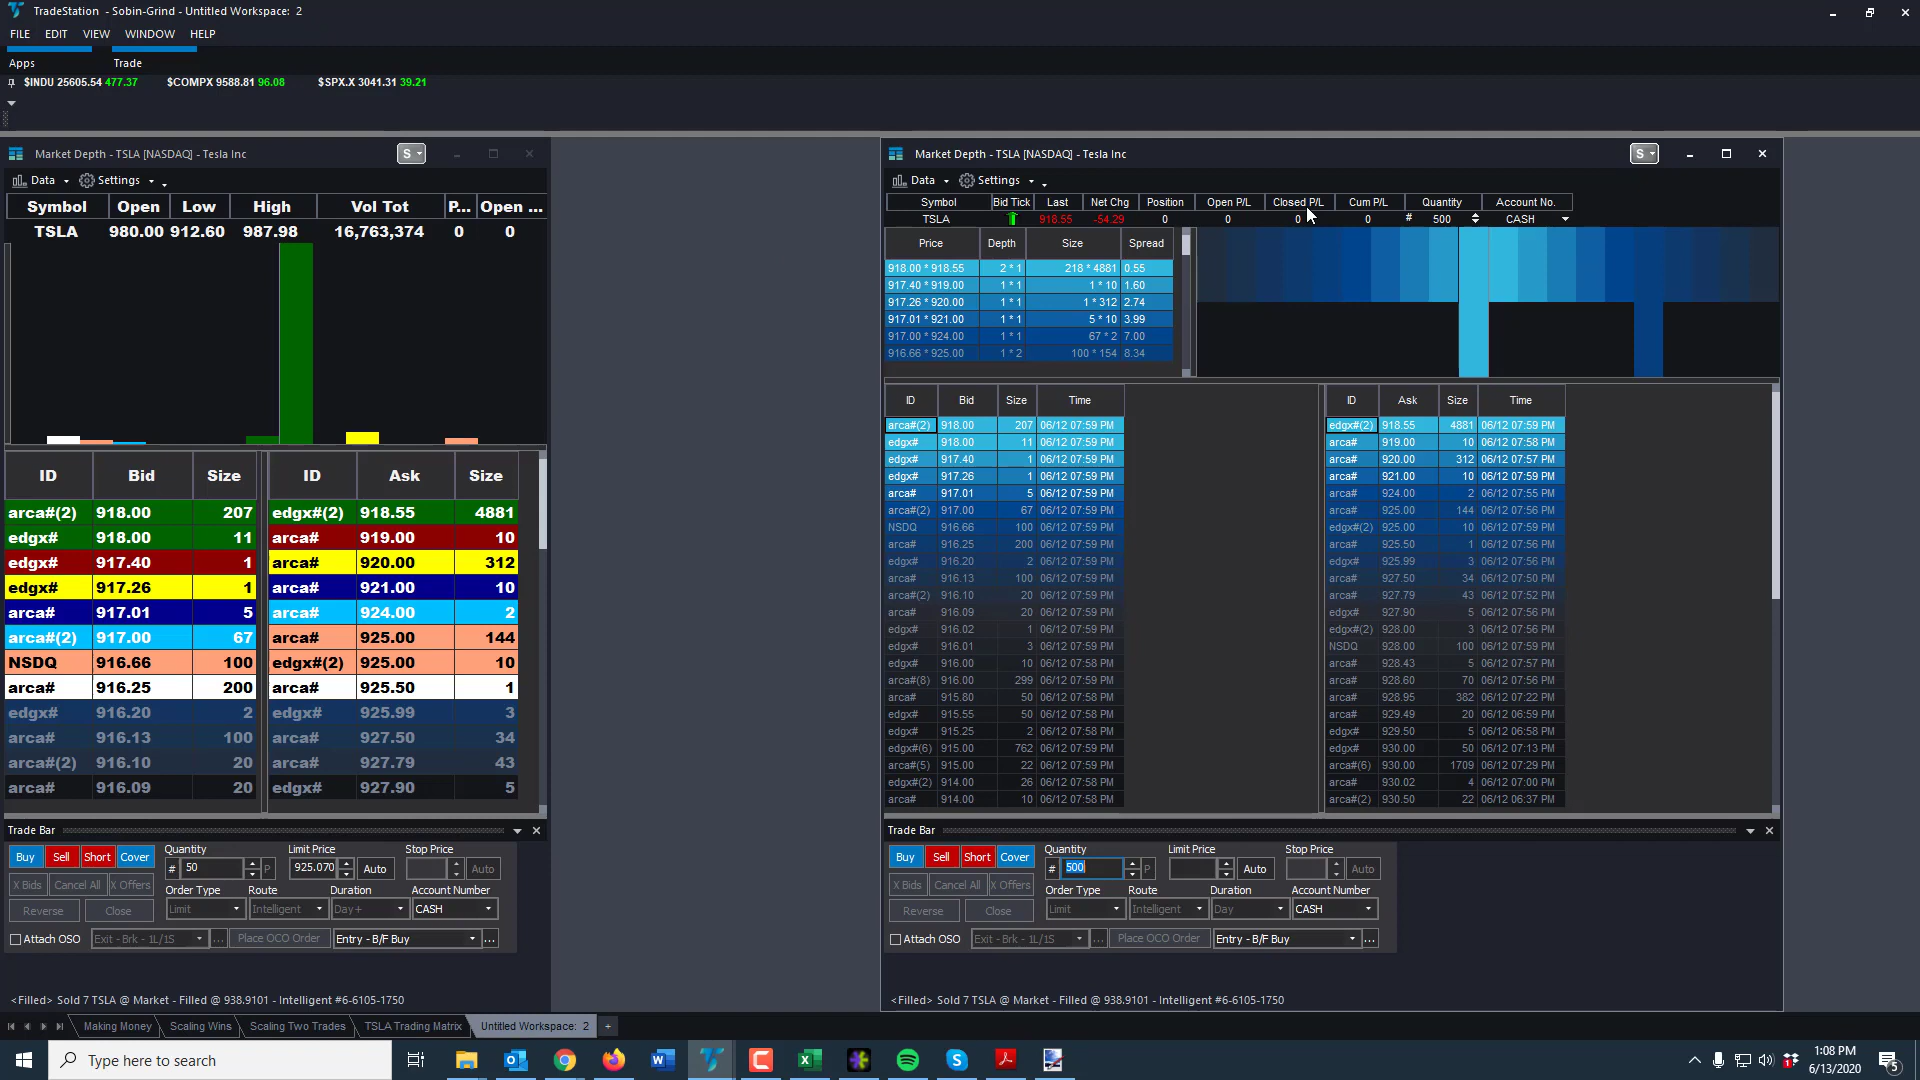 TradeStation - Sobin-Grind - Untitled Workspace: 2
FILE EDIT VIEW WINDOW HELP
Apps Trade
$INDU 25605.54 477.37 $COMPX 9588.81 96.08 $SPX.X 3041.31 39.21
Market Depth - TSLA [NASDAQ] - Tesla Inc S
Data Settings
Symbol Open Low High Vol Tot P... Open ...
TSLA 980.00 912.60 987.98 16,763,374 0 0
ID Bid Size ID Ask Size
arca#(2) 918.00 207 edgx#(2) 918.55 4881
edgx# 918.00 11 arca# 919.00 10
edgx# 917.40 1 arca# 920.00 312
edgx# 917.26 1 arca# 921.00 10
arca# 917.01 5 arca# 924.00 2
arca#(2) 917.00 67 arca# 925.00 144
NSDQ 916.66 100 edgx#(2) 925.00 10
arca# 916.25 200 arca# 925.50 1
edgx# 916.20 2 edgx# 925.99 3
arca# 916.13 100 arca# 927.50 34
arca#(2) 916.10 20 arca# 927.79 43
arca# 916.09 20 edgx# 927.90 5
Trade Bar
Buy Sell Short Cover Quantity Limit Price Stop Price
# 50 P 925.070 Auto Auto
X Bids Cancel All X Offers Order Type Route Duration Account Number
Reverse Close Limit Intelligent Day+ CASH
Attach OSO Exit - Brk - 1L/1S ... Place OCO Order Entry - B/F Buy ...
<Filled> Sold 7 TSLA @ Market - Filled @ 938.9101 - Intelligent #6-6105-1750
Market Depth - TSLA [NASDAQ] - Tesla Inc S
Data Settings
Symbol Bid Tick Last Net Chg Position Open P/L Closed P/L Cum P/L Quantity Account No.
TSLA 918.55 -54.29 0 0 0 0 # 500 CASH
Price Depth Size Spread
918.00 * 918.55 2 * 1 218 * 4881 0.55
917.40 * 919.00 1 * 1 1 * 10 1.60
917.26 * 920.00 1 * 1 1 * 312 2.74
917.01 * 921.00 1 * 1 5 * 10 3.99
917.00 * 924.00 1 * 1 67 * 2 7.00
916.66 * 925.00 1 * 2 100 * 154 8.34
ID Bid Size Time ID Ask Size Time
arca#(2) 918.00 207 06/12 07:59 PM edgx#(2) 918.55 4881 06/12 07:59 PM
edgx# 918.00 11 06/12 07:59 PM arca# 919.00 10 06/12 07:58 PM
edgx# 917.40 1 06/12 07:59 PM arca# 920.00 312 06/12 07:57 PM
edgx# 917.26 1 06/12 07:59 PM arca# 921.00 10 06/12 07:59 PM
arca# 917.01 5 06/12 07:59 PM arca# 924.00 2 06/12 07:55 PM
arca#(2) 917.00 67 06/12 07:59 PM arca# 925.00 144 06/12 07:56 PM
NSDQ 916.66 100 06/12 07:59 PM edgx#(2) 925.00 10 06/12 07:59 PM
arca# 916.25 200 06/12 07:59 PM arca# 925.50 1 06/12 07:56 PM
edgx# 916.20 2 06/12 07:59 PM edgx# 925.99 3 06/12 07:56 PM
arca# 916.13 100 06/12 07:59 PM arca# 927.50 34 06/12 07:50 PM
arca#(2) 916.10 20 06/12 07:59 PM arca# 927.79 43 06/12 07:52 PM
arca# 916.09 20 06/12 07:59 PM edgx# 927.90 5 06/12 07:56 PM
edgx# 916.02 1 06/12 07:59 PM edgx#(2) 928.00 3 06/12 07:56 PM
edgx# 916.01 3 06/12 07:59 PM NSDQ 928.00 100 06/12 07:59 PM
edgx# 916.00 10 06/12 07:58 PM arca# 928.43 5 06/12 07:57 PM
arca#(8) 916.00 299 06/12 07:59 PM arca# 928.60 70 06/12 07:56 PM
arca# 915.80 50 06/12 07:58 PM arca# 928.95 382 06/12 07:22 PM
edgx# 915.55 50 06/12 07:58 PM arca# 929.49 20 06/12 06:59 PM
edgx# 915.25 2 06/12 07:58 PM edgx# 929.50 5 06/12 06:58 PM
edgx#(6) 915.00 762 06/12 07:59 PM edgx# 930.00 50 06/12 07:13 PM
arca#(5) 915.00 22 06/12 07:59 PM arca#(6) 930.00 1709 06/12 07:29 PM
edgx#(2) 914.00 26 06/12 07:58 PM arca# 930.02 4 06/12 07:00 PM
arca# 914.00 10 06/12 07:58 PM arca#(2) 930.50 22 06/12 06:37 PM
Trade Bar
Buy Sell Short Cover Quantity Limit Price Stop Price
# 500 P Auto Auto
X Bids Cancel All X Offers Order Type Route Duration Account Number
Reverse Close Limit Intelligent Day CASH
Attach OSO Exit - Brk - 1L/1S ... Place OCO Order Entry - B/F Buy ...
<Filled> Sold 7 TSLA @ Market - Filled @ 938.9101 - Intelligent #6-6105-1750
Making Money Scaling Wins Scaling Two Trades TSLA Trading Matrix Untitled Workspace: 2 +
Type here to search
1:08 PM
6/13/2020
5